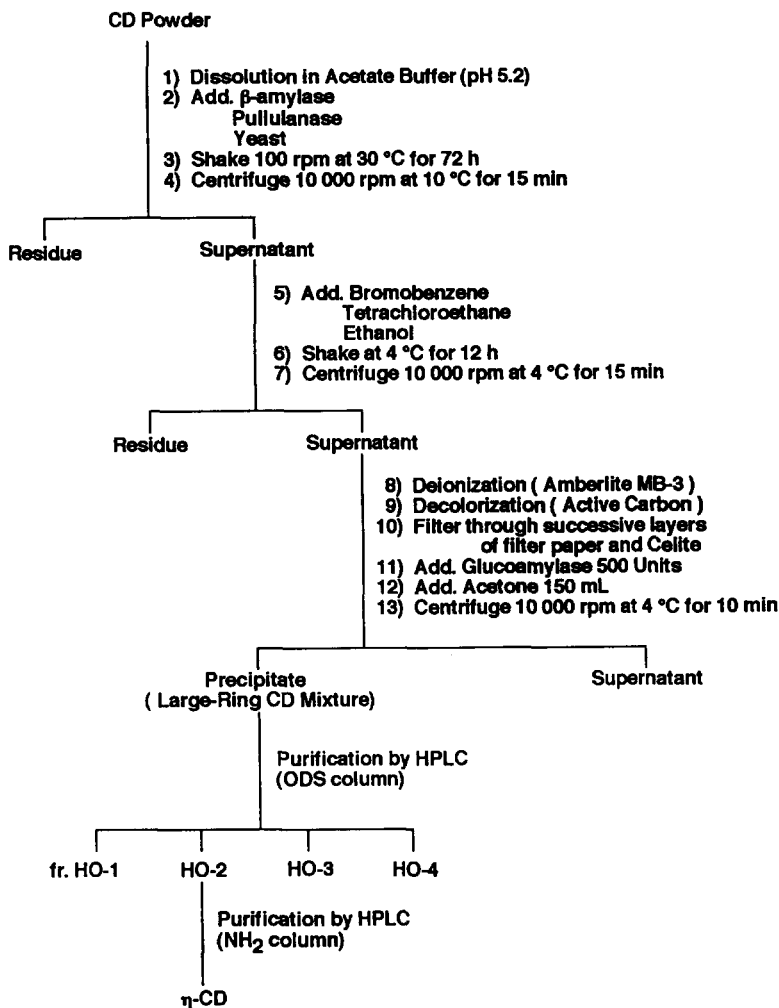 CD Powder
1) Dissolution in Acetate Buffer (pH 5.2)
2) Add. β-amylase
Pullulanase
Yeast
3) Shake 100 rpm at 30 °C for 72 h
4) Centrifuge 10 000 rpm at 10 °C for 15 min
Residue Supernatant
5) Add. Bromobenzene
Tetrachloroethane
Ethanol
6) Shake at 4 °C for 12 h
7) Centrifuge 10 000 rpm at 4 °C for 15 min
Residue Supernatant
8) Deionization ( Amberlite MB-3 )
9) Decolorization ( Active Carbon )
10) Filter through successive layers
of filter paper and Celite
11) Add. Glucoamylase 500 Units
12) Add. Acetone 150 mL
13) Centrifuge 10 000 rpm at 4 °C for 10 min
Precipitate Supernatant
( Large-Ring CD Mixture)
Purification by HPLC
(ODS column)
fr. HO-1 HO-2 HO-3 HO-4
Purification by HPLC
(NH2 column)
η-CD